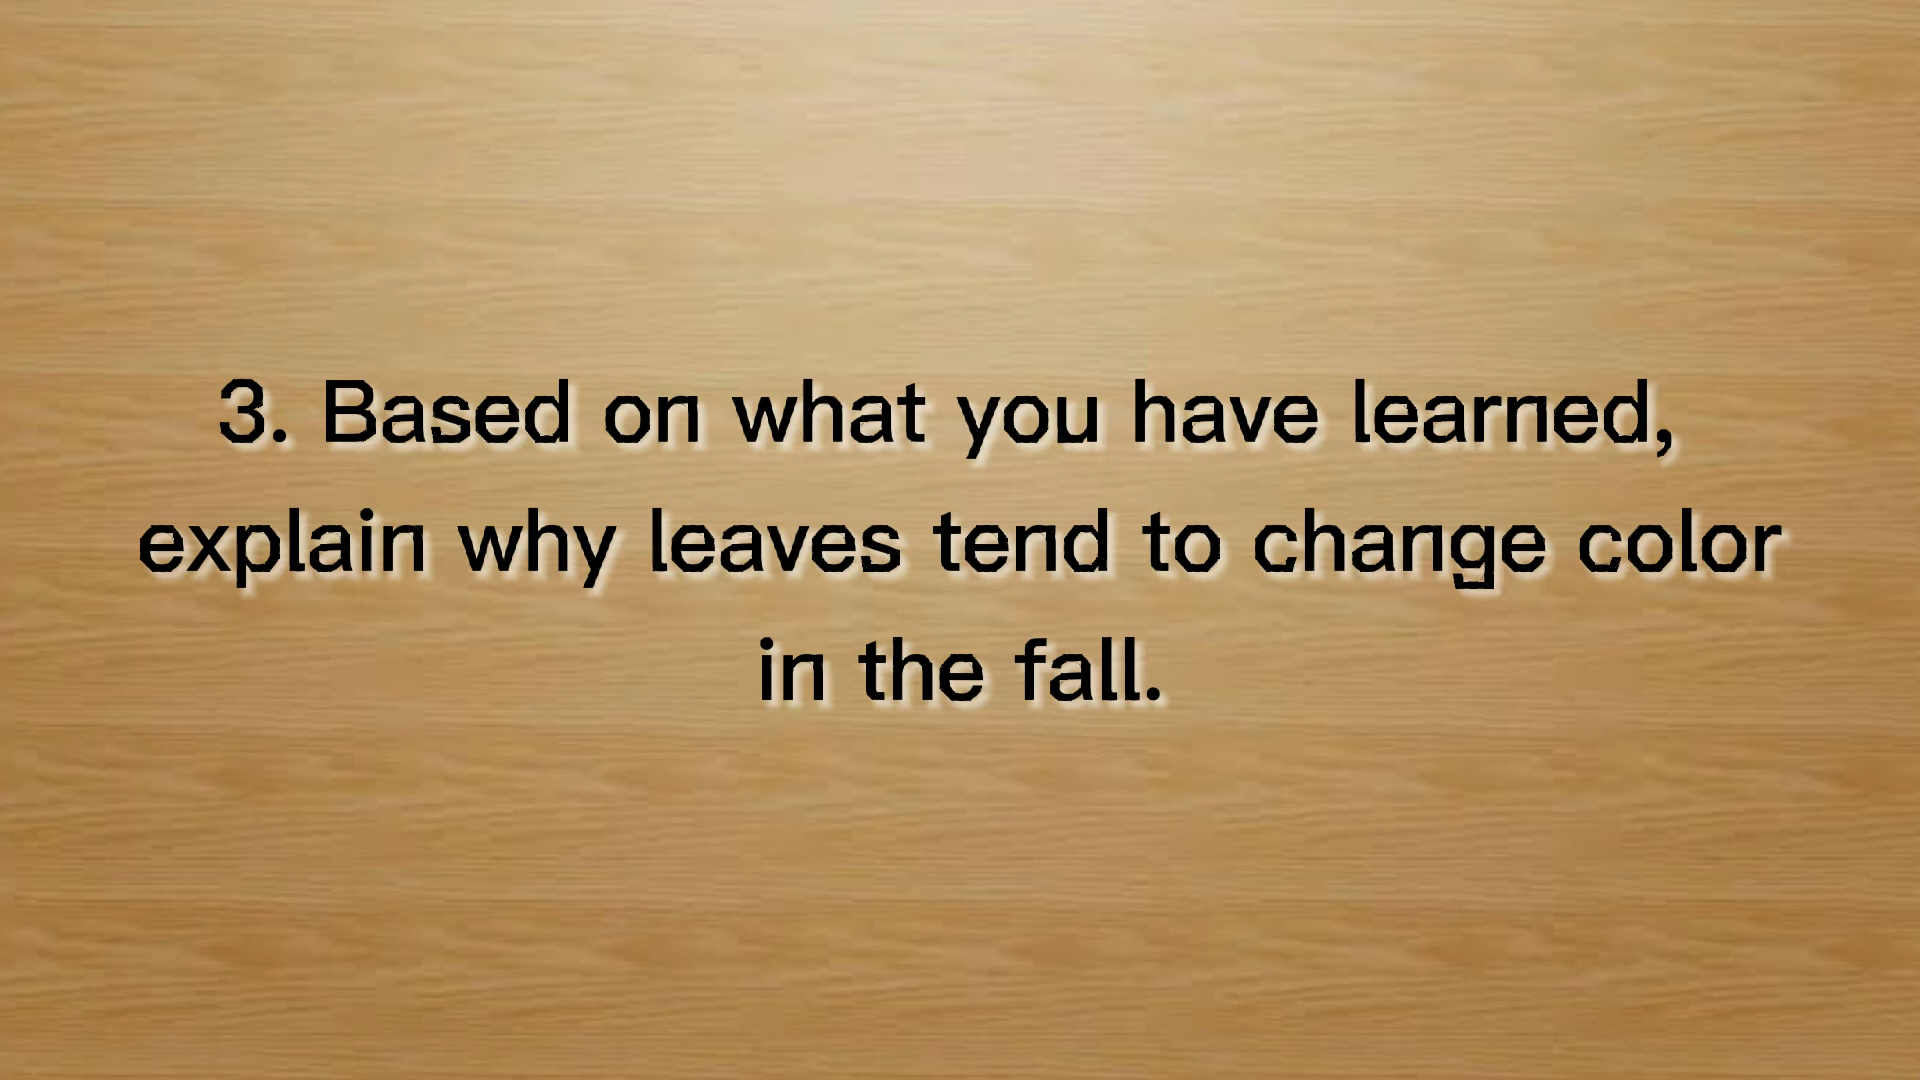 3. Based on what you have learned,
explain why leaves tend to change color
in the fall.